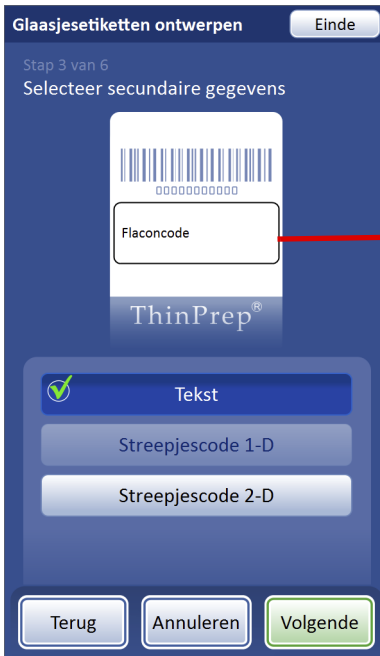 Glaasjesetiketten ontwerpen
Einde
Stap 3 van 6
Selecteer secundaire gegevens
Flaconcode
ThinPrep®
Tekst
Streepjescode 1-D
Streepjescode 2-D
Terug
Annuleren
Volgende